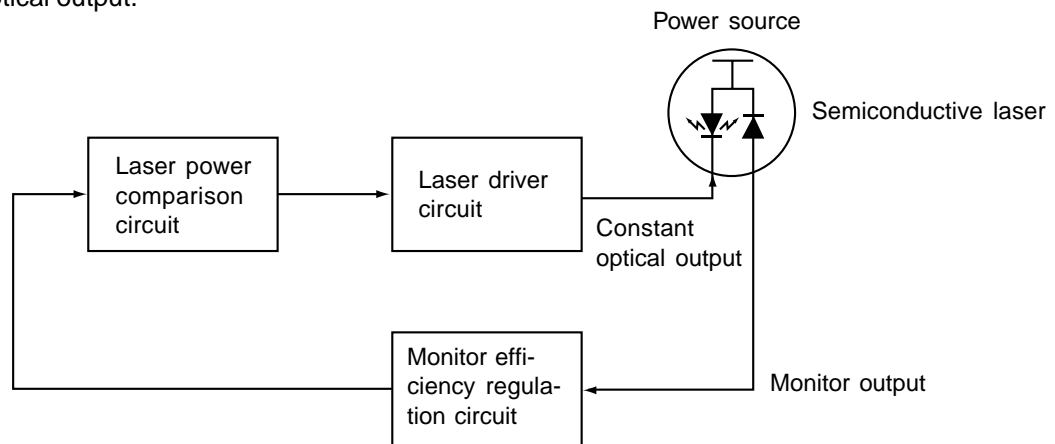 optical output.
Power source
Semiconductive laser
Laser power
comparison
circuit
Laser driver
circuit
Constant
optical output
Monitor effi-
ciency regula-
tion circuit
Monitor output